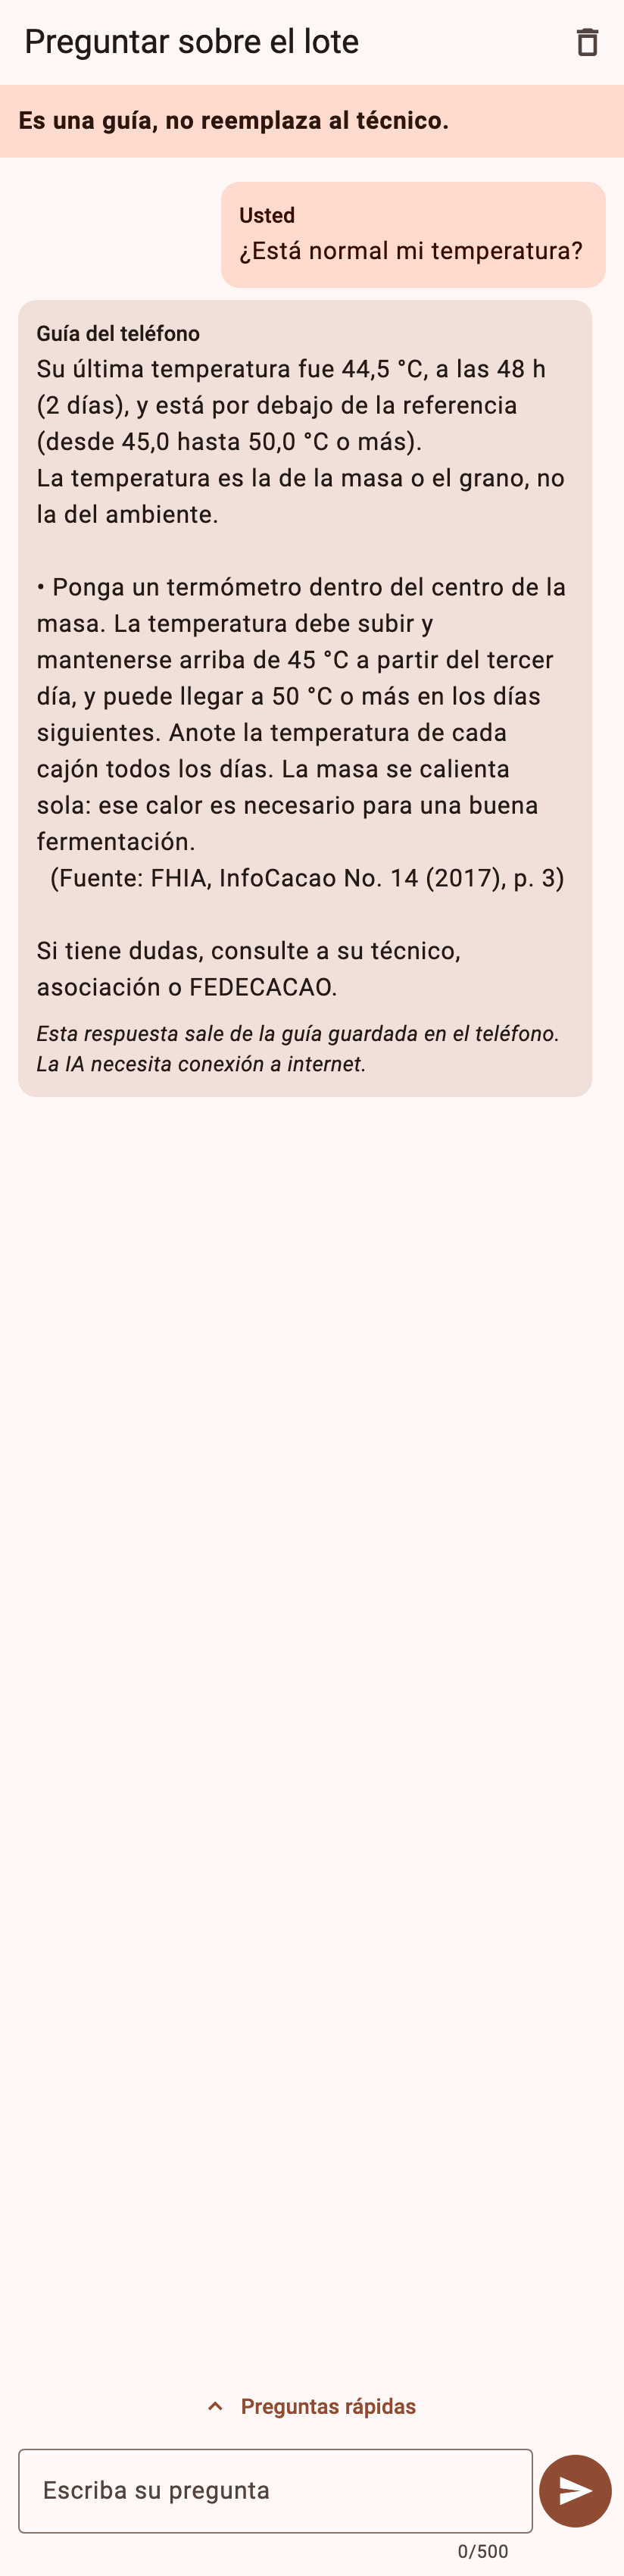 Preguntar sobre el lote
Es una guía, no reemplaza al técnico.
Usted
¿Está normal mi temperatura?
Guía del teléfono
Su última temperatura fue 44,5 °C, a las 48 h
(2 días), y está por debajo de la referencia
(desde 45,0 hasta 50,0 °C o más).
La temperatura es la de la masa o el grano, no
la del ambiente.
• Ponga un termómetro dentro del centro de la
masa. La temperatura debe subir y
mantenerse arriba de 45 °C a partir del tercer
día, y puede llegar a 50 °C o más en los días
siguientes. Anote la temperatura de cada
cajón todos los días. La masa se calienta
sola: ese calor es necesario para una buena
fermentación.
(Fuente: FHIA, InfoCacao No. 14 (2017), p. 3)
Si tiene dudas, consulte a su técnico,
asociación o FEDECACAO.
Esta respuesta sale de la guía guardada en el teléfono.
La IA necesita conexión a internet.
Preguntas rápidas
Escriba su pregunta
0/500